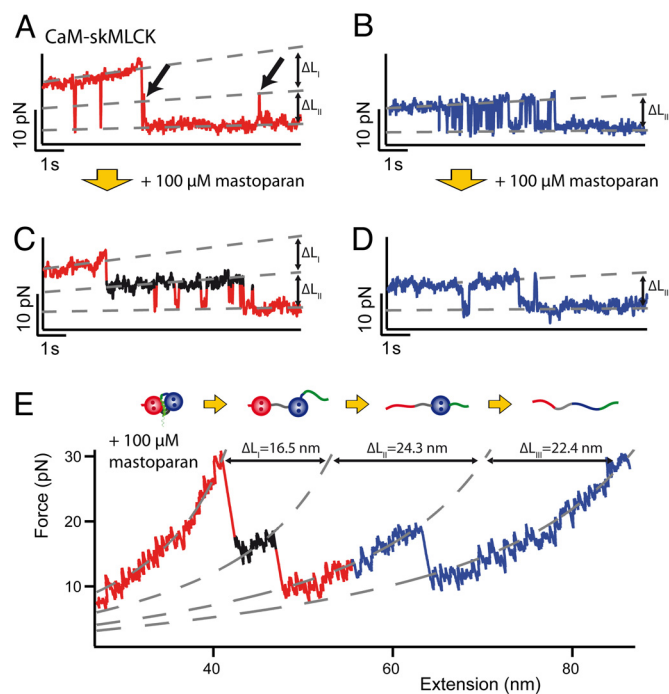 A
CaM-skMLCK
ΔL_I
ΔL_II
10 pN
1s
+ 100 µM mastoparan
B
ΔL_II
10 pN
1s
+ 100 µM mastoparan
C
ΔL_I
ΔL_II
10 pN
1s
D
ΔL_II
10 pN
1s
E
+ 100 µM
mastoparan
ΔL_I=16.5 nm
ΔL_II=24.3 nm
ΔL_III=22.4 nm
Force (pN)
30
20
10
40
60
80
Extension (nm)